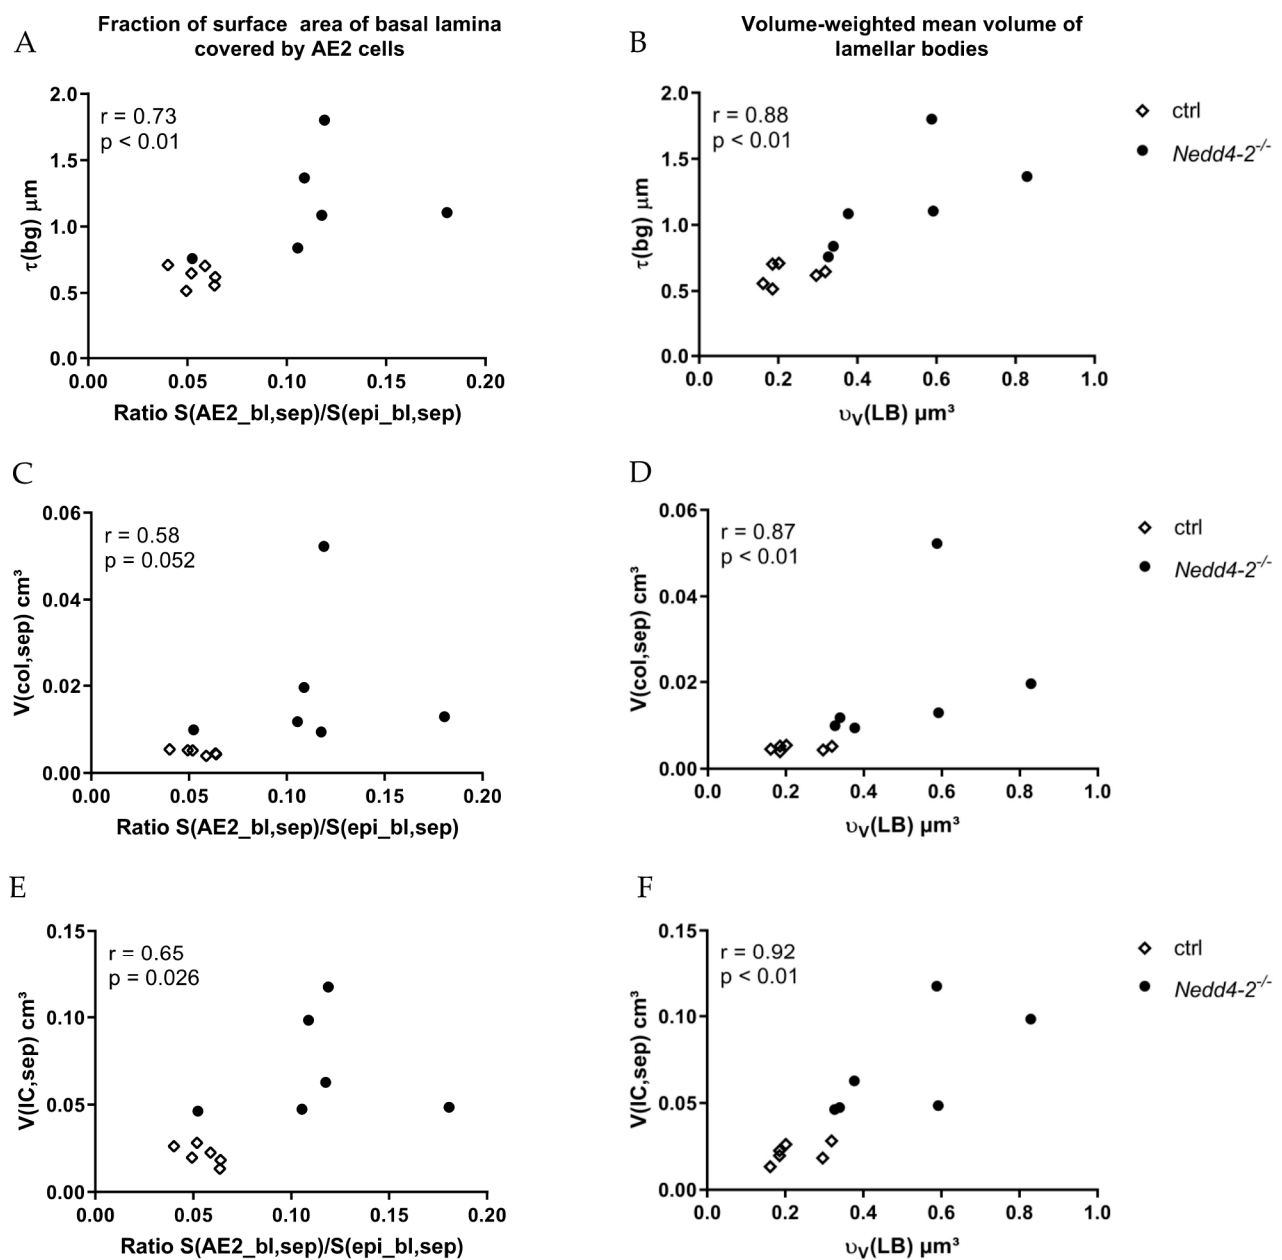 A
Fraction of surface area of basal lamina
covered by AE2 cells
B
Volume-weighted mean volume of
lamellar bodies
r = 0.73
p < 0.01
τ(bg) μm
2.0
1.5
1.0
0.5
0.0
0.00 0.05 0.10 0.15 0.20
Ratio S(AE2_bl,sep)/S(epi_bl,sep)
r = 0.88
p < 0.01
τ(bg) μm
2.0
1.5
1.0
0.5
0.0
0.0 0.2 0.4 0.6 0.8 1.0
υV(LB) µm³
ctrl
Nedd4-2-/-
C
r = 0.58
p = 0.052
V(col,sep) cm³
0.06
0.04
0.02
0.00
0.00 0.05 0.10 0.15 0.20
Ratio S(AE2_bl,sep)/S(epi_bl,sep)
D
r = 0.87
p < 0.01
V(col,sep) cm³
0.06
0.04
0.02
0.00
0.0 0.2 0.4 0.6 0.8 1.0
υV(LB) µm³
ctrl
Nedd4-2-/-
E
r = 0.65
p = 0.026
V(IC,sep) cm³
0.15
0.10
0.05
0.00
0.00 0.05 0.10 0.15 0.20
Ratio S(AE2_bl,sep)/S(epi_bl,sep)
F
r = 0.92
p < 0.01
V(IC,sep) cm³
0.15
0.10
0.05
0.00
0.0 0.2 0.4 0.6 0.8 1.0
υV(LB) µm³
ctrl
Nedd4-2-/-